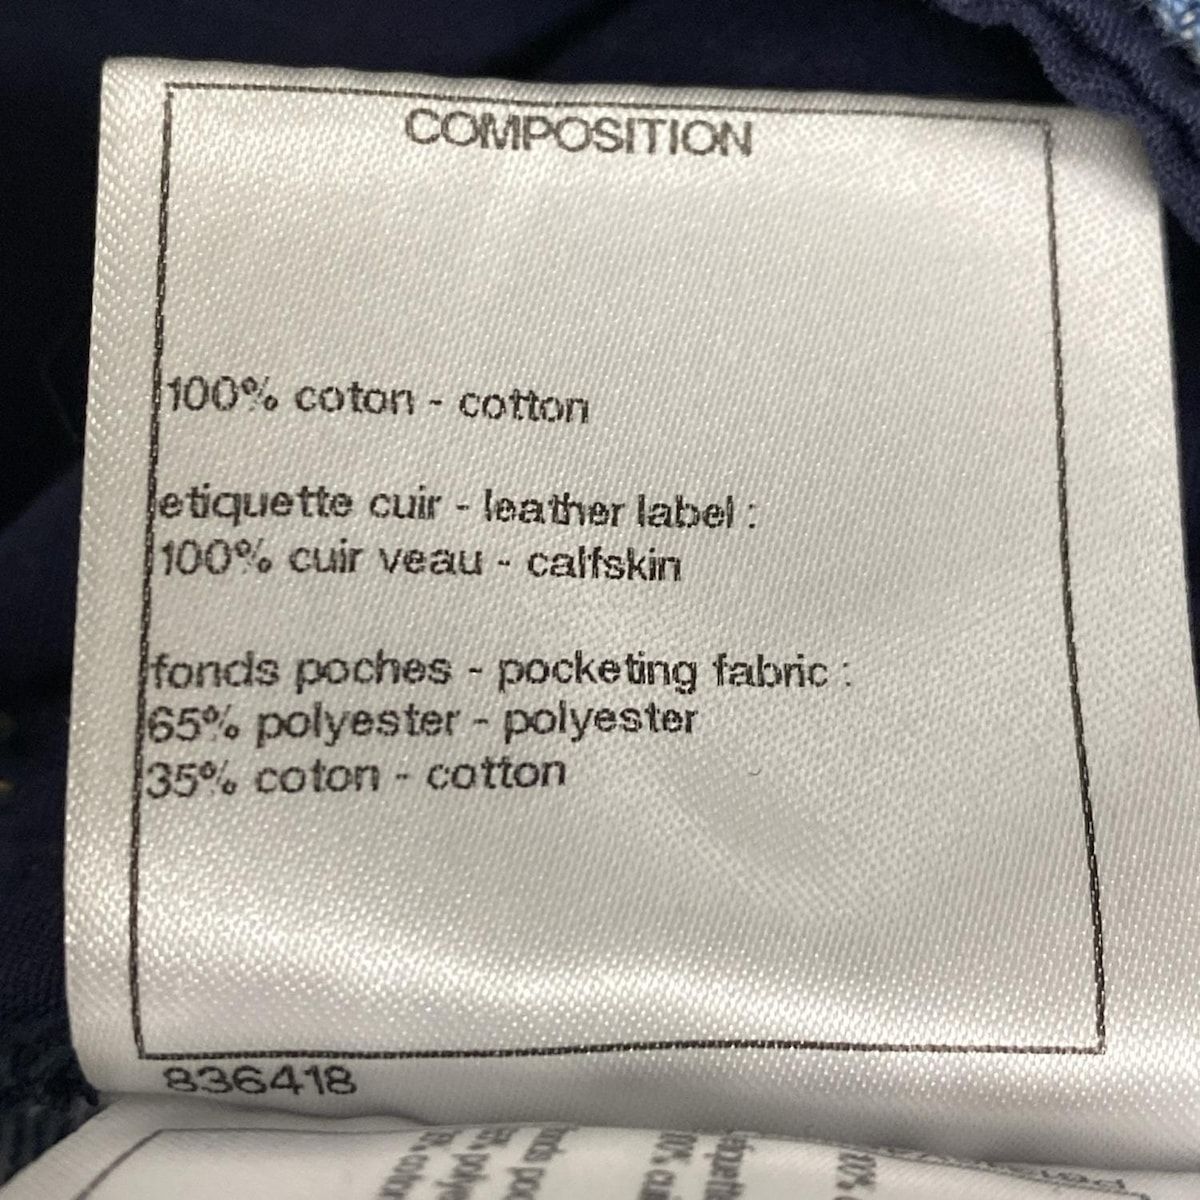 COMPOSITION
100% coton - cotton
etiquette cuir - leather label :
100% cuir veau - calfskin
fonds poches - pocketing fabric :
65% polyester - polyester
35% coton - cotton
836418